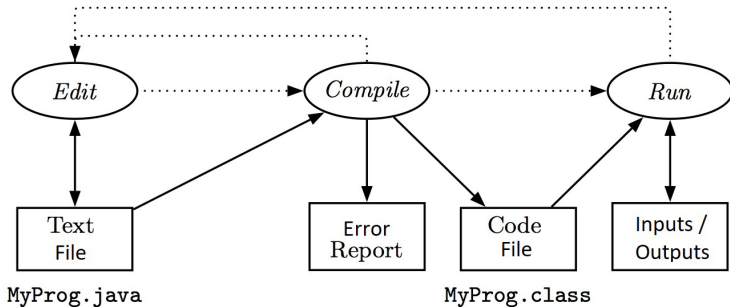 Edit
Compile
Run
Text
File
Error
Report
Code
File
Inputs /
Outputs
MyProg.java
MyProg.class